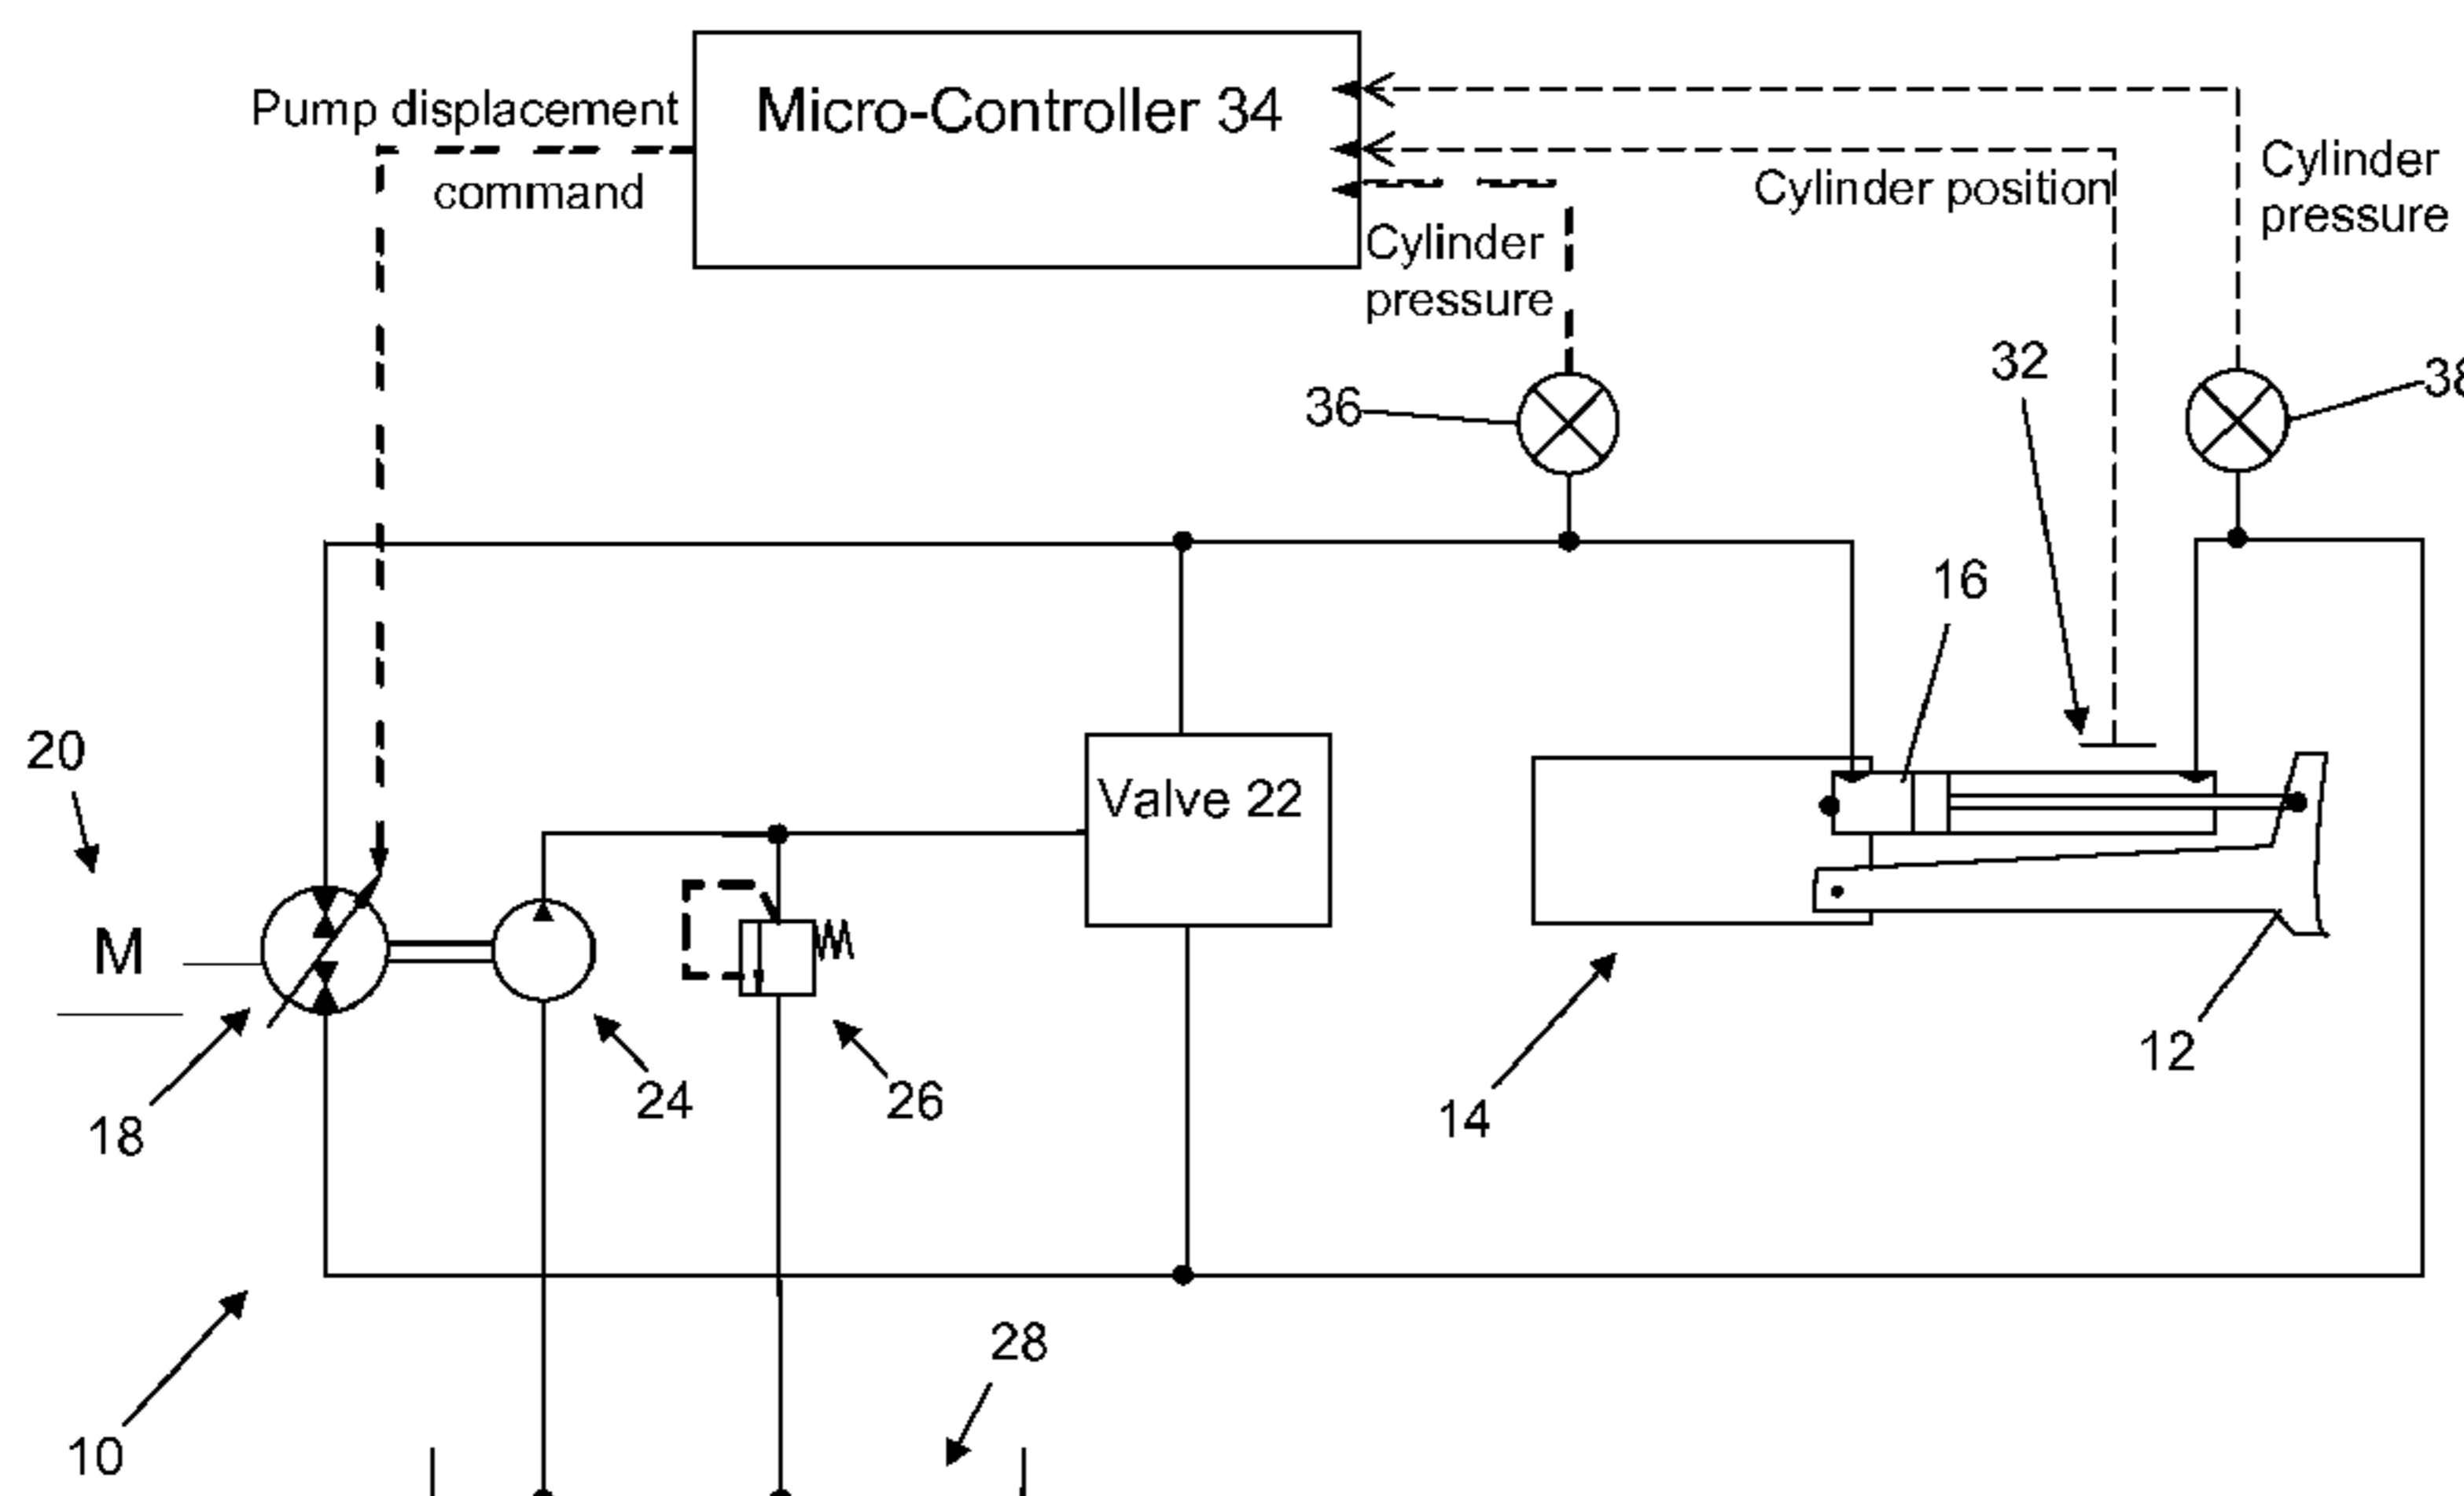 Micro-Controller 34
Pump displacement
command
Cylinder
pressure
Cylinder position
Cylinder
pressure
32
36
38
16
20
Valve 22
M
12
18
24
26
14
28
10